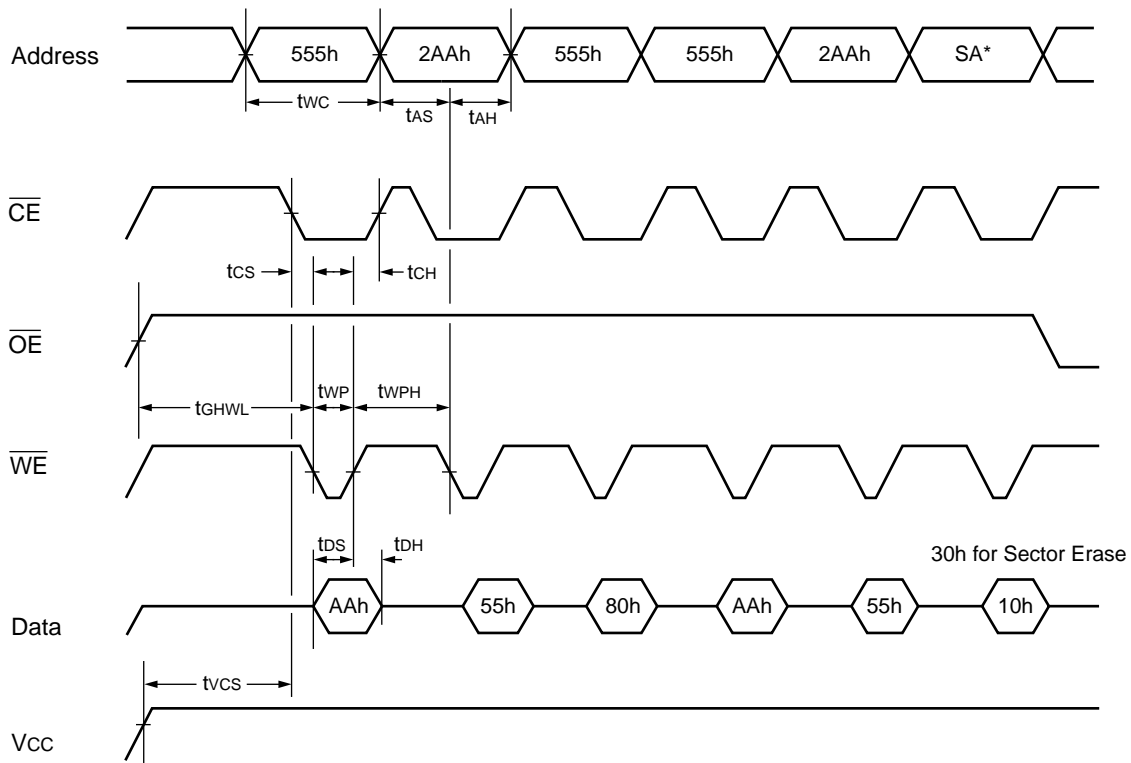 Address 555h 2AAh 555h 555h 2AAh SA*
tWC tAS tAH
CE
tCS tCH
OE
tGHWL tWP tWPH
WE
tDS tDH
30h for Sector Erase
Data AAh 55h 80h AAh 55h 10h
tVCS
VCC